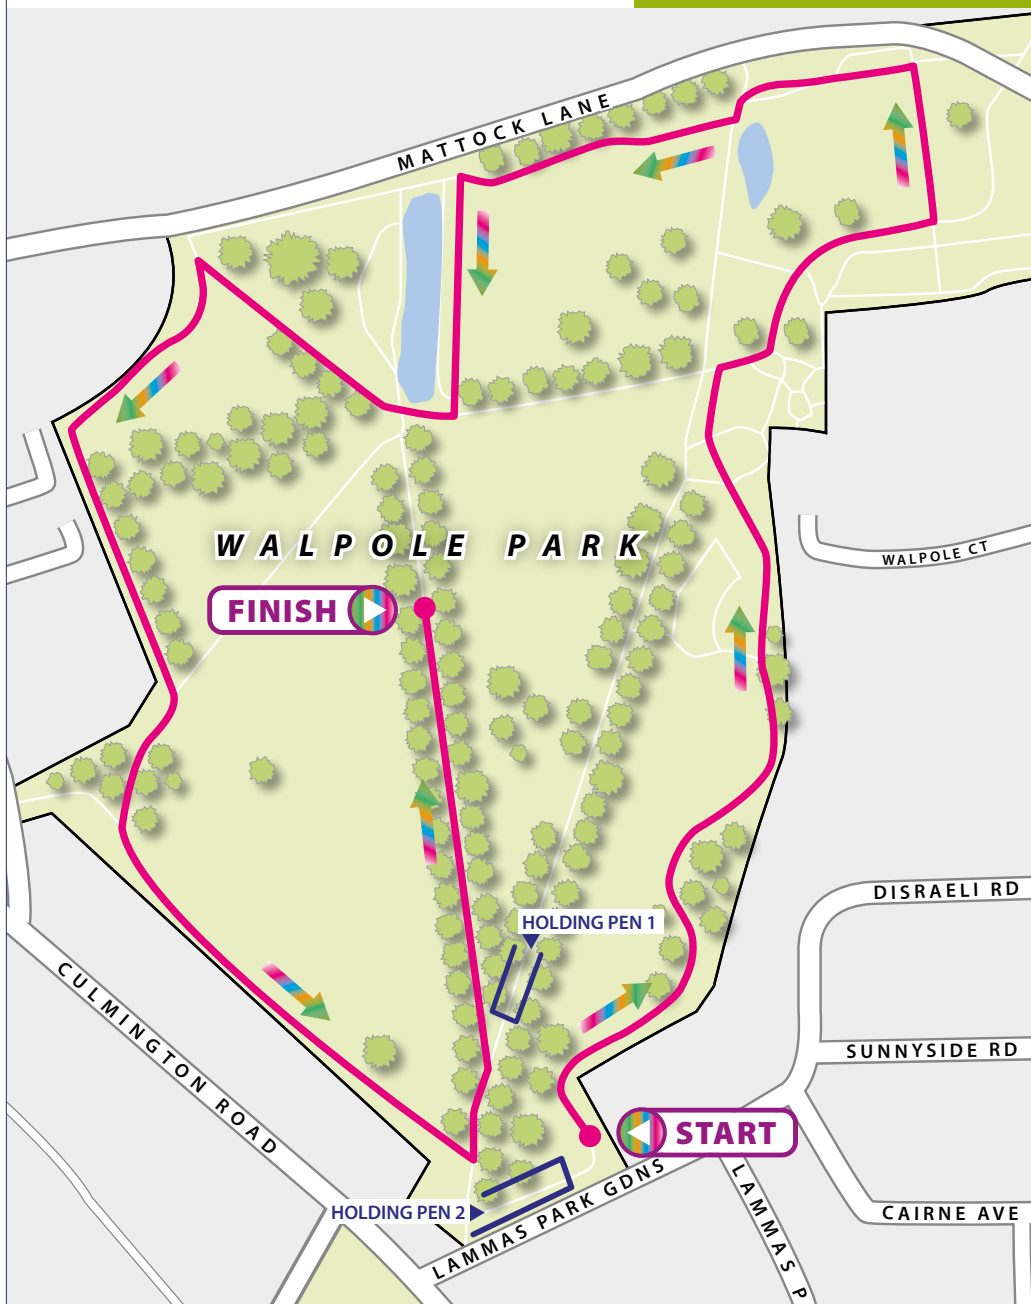 MATTOCK LANE
WALPOLE PARK
WALPOLE CT
FINISH
DISRAELI RD
HOLDING PEN 1
CULMINGTON ROAD
SUNNYSIDE RD
START
HOLDING PEN 2
LAMMAS PARK GDNS
LAMMAS P
CAIRNE AVE